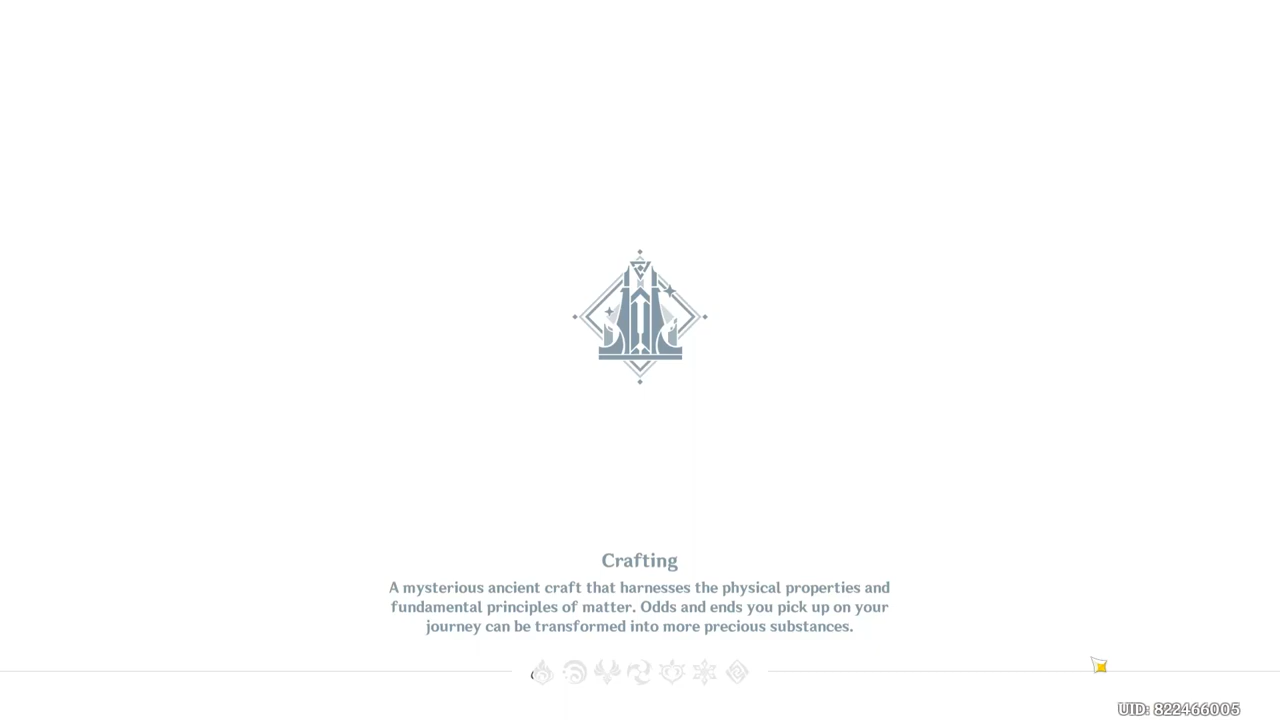 Crafting
A mysterious ancient craft that harnesses the physical properties and
fundamental principles of matter. Odds and ends you pick up on your
journey can be transformed into more precious substances.
UID: 822466005